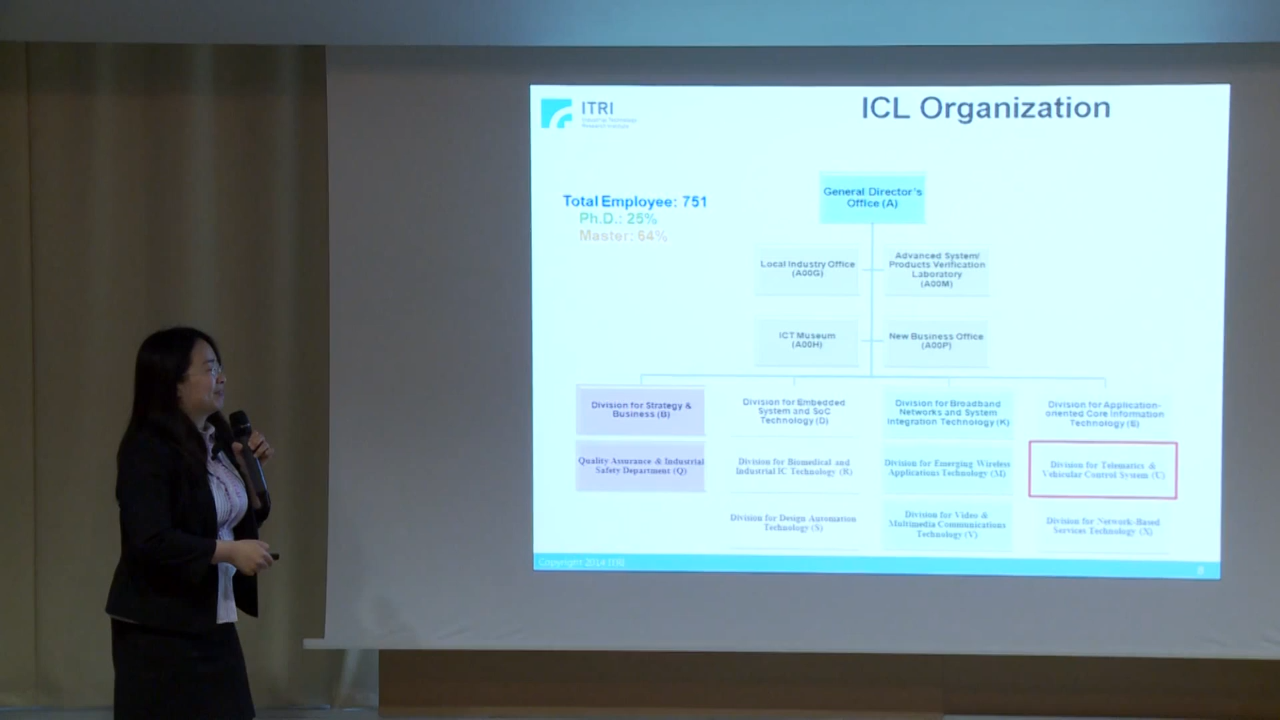 ITRI
Industrial Technology
Research Institute
ICL Organization
Total Employee: 751
Ph.D.: 25%
Master: 64%
General Director's
Office (A)
Local Industry Office
(A00G)
Advanced System/
Products Verification
Laboratory
(A00M)
ICT Museum
(A00H)
New Business Office
(A00P)
Division for Strategy &
Business (B)
Division for Embedded
System and SoC
Technology (D)
Division for Broadband
Networks and System
Integration Technology (K)
Division for Application-
oriented Core Information
Technology (E)
Quality Assurance & Industrial
Safety Department (Q)
Division for Biomedical and
Industrial IC Technology (R)
Division for Emerging Wireless
Applications Technology (M)
Division for Telematics &
Vehicular Control System (U)
Division for Design Automation
Technology (S)
Division for Video &
Multimedia Communications
Technology (V)
Division for Network-Based
Services Technology (X)
Copyright 2014 ITRI